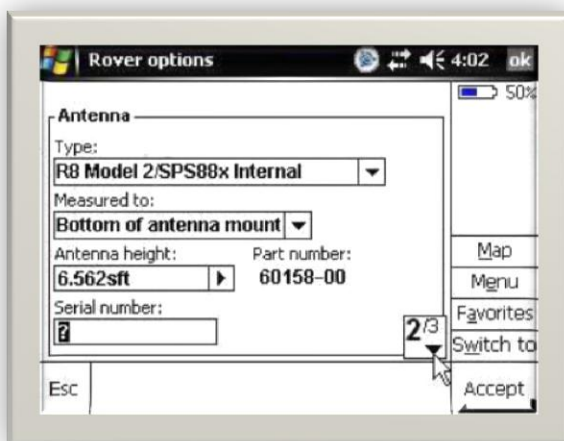 Rover options 4:02 ok
50%
Antenna
Type:
R8 Model 2/SPS88x Internal
Measured to:
Bottom of antenna mount
Antenna height: Part number:
6.562sft 60158-00
Serial number:
?
2/3
Map
Menu
Favorites
Switch to
Esc Accept